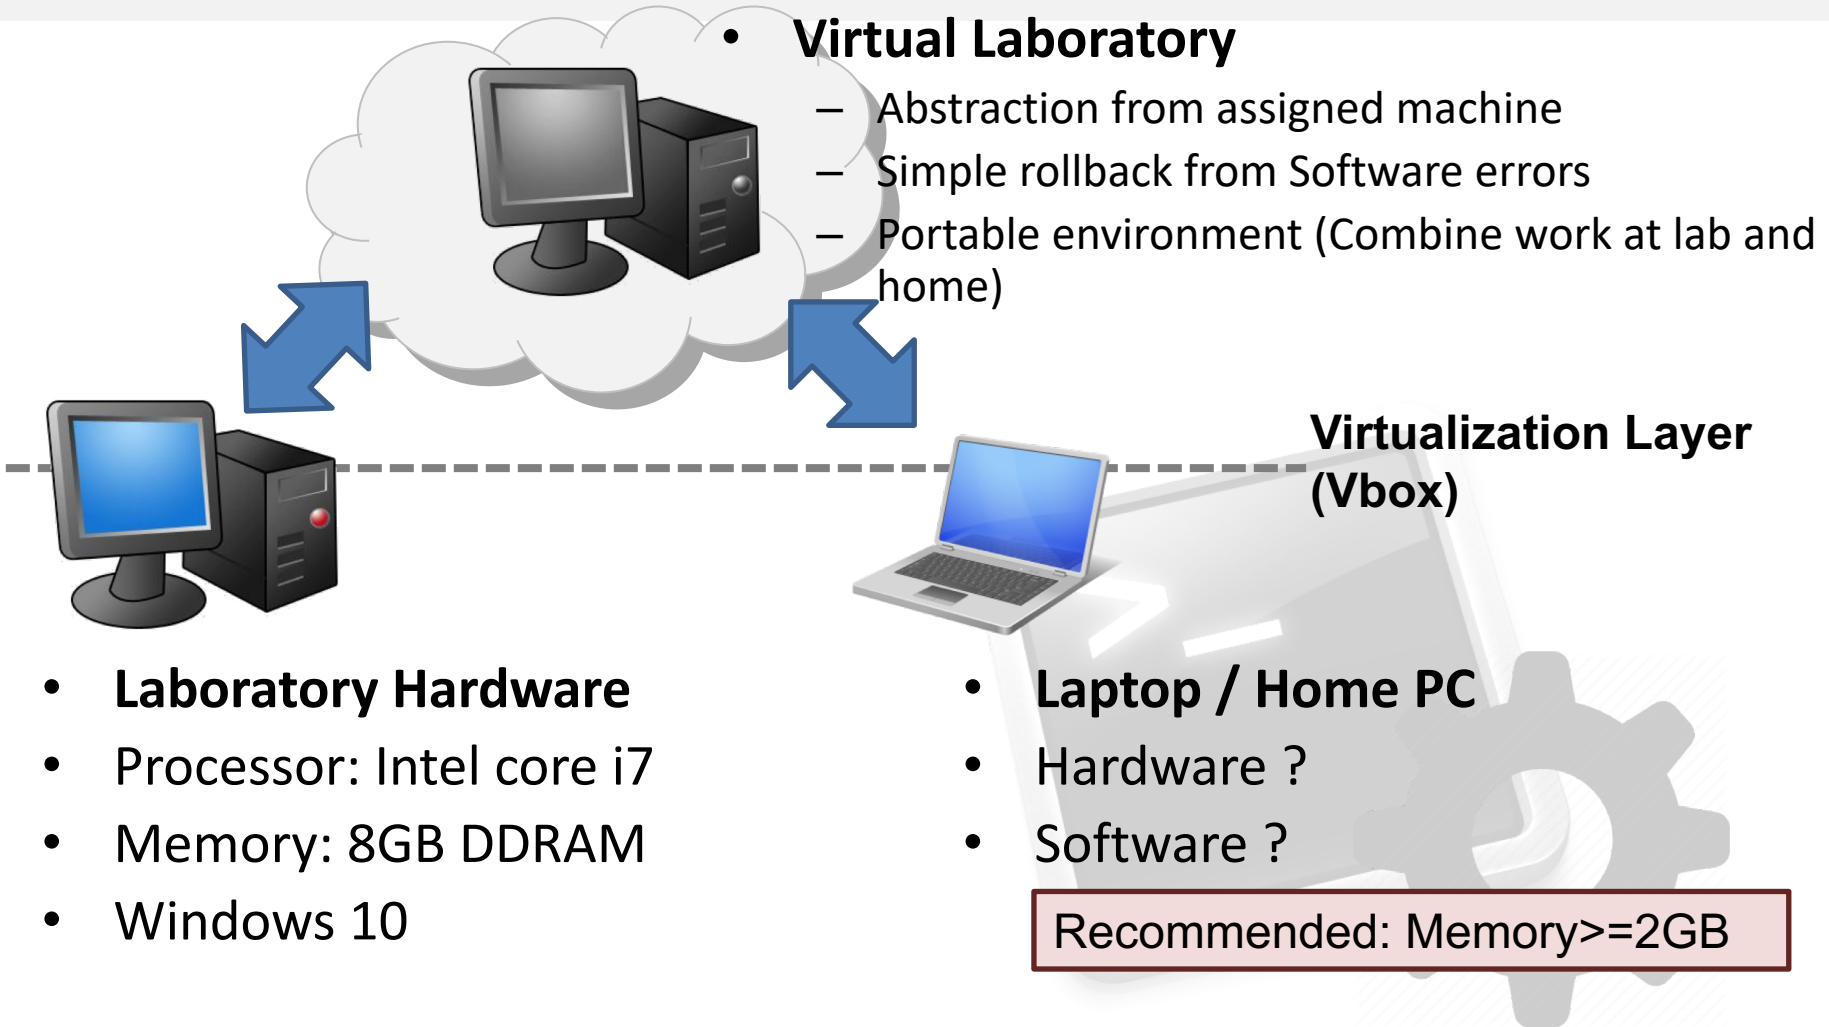 • Virtual Laboratory
– Abstraction from assigned machine
– Simple rollback from Software errors
– Portable environment (Combine work at lab and
home)
Virtualization Layer
(Vbox)
>_
• Laboratory Hardware
• Processor: Intel core i7
• Memory: 8GB DDRAM
• Windows 10
• Laptop / Home PC
• Hardware ?
• Software ?
Recommended: Memory>=2GB